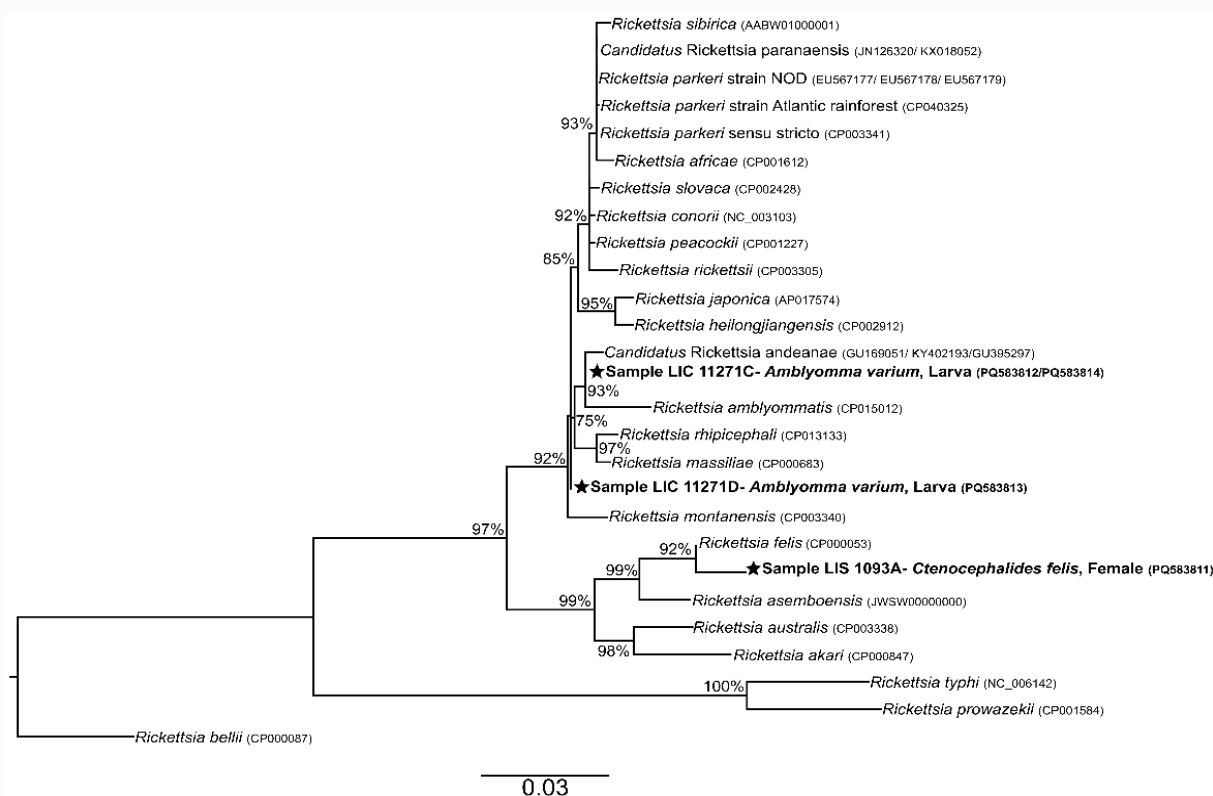 Rickettsia sibirica (AABW01000001)
Candidatus Rickettsia paranaensis (JN126320/ KX018052)
Rickettsia parkeri strain NOD (EU567177/ EU567178/ EU567179)
Rickettsia parkeri strain Atlantic rainforest (CP040325)
93%
Rickettsia parkeri sensu stricto (CP003341)
Rickettsia africae (CP001612)
Rickettsia slovaca (CP002428)
92%
Rickettsia conorii (NC_003103)
Rickettsia peacockii (CP001227)
85%
Rickettsia rickettsii (CP003305)
95%
Rickettsia japonica (AP017574)
Rickettsia heilongjiangensis (CP002912)
Candidatus Rickettsia andeanae (GU169051/ KY402193/GU395297)
★Sample LIC 11271C- Amblyomma varium, Larva (PQ583812/PQ583814)
93%
Rickettsia amblyommatis (CP015012)
75%
Rickettsia rhipicephali (CP013133)
97%
Rickettsia massiliae (CP000683)
92%
★Sample LIC 11271D- Amblyomma varium, Larva (PQ583813)
Rickettsia montanensis (CP003340)
97%
Rickettsia felis (CP000053)
92%
★Sample LIS 1093A- Ctenocephalides felis, Female (PQ583811)
99%
Rickettsia asemboensis (JWSW00000000)
99%
Rickettsia australis (CP003338)
98%
Rickettsia akari (CP000847)
100%
Rickettsia typhi (NC_006142)
Rickettsia prowazekii (CP001584)
Rickettsia bellii (CP000087)
0.03